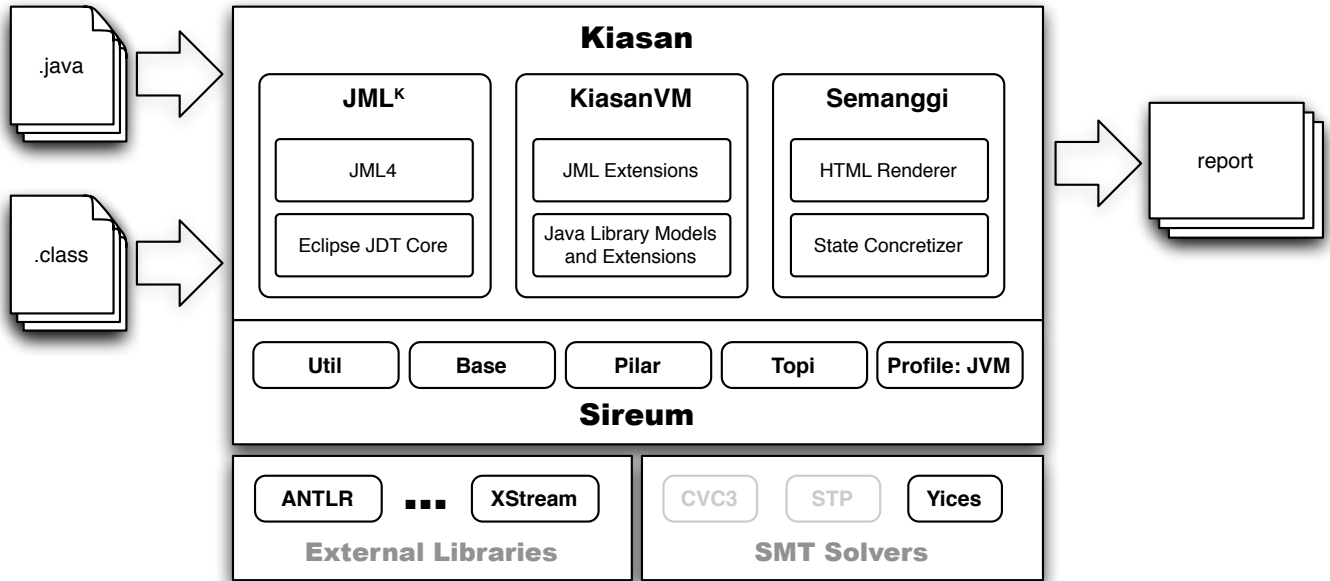 .java
.class
Kiasan
JMLᴷ
JML4
Eclipse JDT Core
KiasanVM
JML Extensions
Java Library Models
and Extensions
Semanggi
HTML Renderer
State Concretizer
report
Util
Base
Pilar
Topi
Profile: JVM
Sireum
ANTLR
...
XStream
External Libraries
CVC3
STP
Yices
SMT Solvers